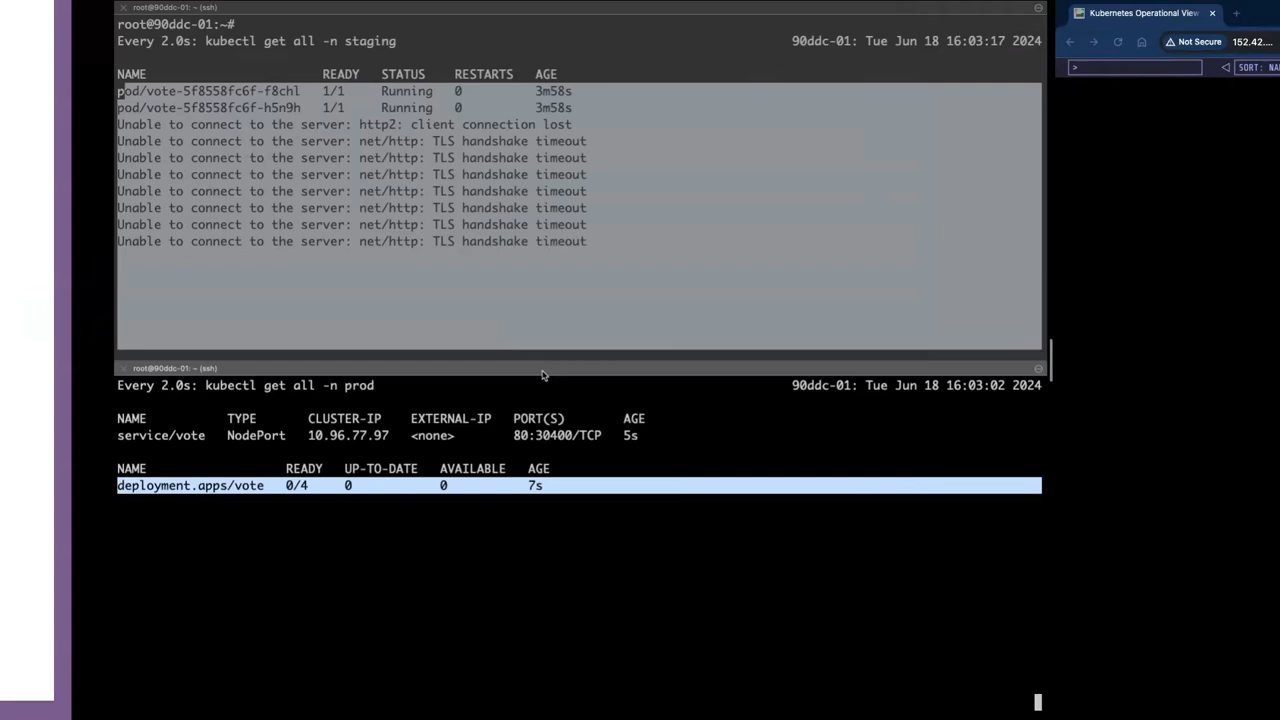 root@90ddc-01: ~ (ssh)
root@90ddc-01:~#
Every 2.0s: kubectl get all -n staging 90ddc-01: Tue Jun 18 16:03:17 2024
NAME READY STATUS RESTARTS AGE
pod/vote-5f8558fc6f-f8chl 1/1 Running 0 3m58s
pod/vote-5f8558fc6f-h5n9h 1/1 Running 0 3m58s
Unable to connect to the server: http2: client connection lost
Unable to connect to the server: net/http: TLS handshake timeout
Unable to connect to the server: net/http: TLS handshake timeout
Unable to connect to the server: net/http: TLS handshake timeout
Unable to connect to the server: net/http: TLS handshake timeout
Unable to connect to the server: net/http: TLS handshake timeout
Unable to connect to the server: net/http: TLS handshake timeout
Unable to connect to the server: net/http: TLS handshake timeout
root@90ddc-01: ~ (ssh)
Every 2.0s: kubectl get all -n prod 90ddc-01: Tue Jun 18 16:03:02 2024
NAME TYPE CLUSTER-IP EXTERNAL-IP PORT(S) AGE
service/vote NodePort 10.96.77.97 <none> 80:30400/TCP 5s
NAME READY UP-TO-DATE AVAILABLE AGE
deployment.apps/vote 0/4 0 0 7s
Kubernetes Operational View
Not Secure 152.42....
> SORT: NA